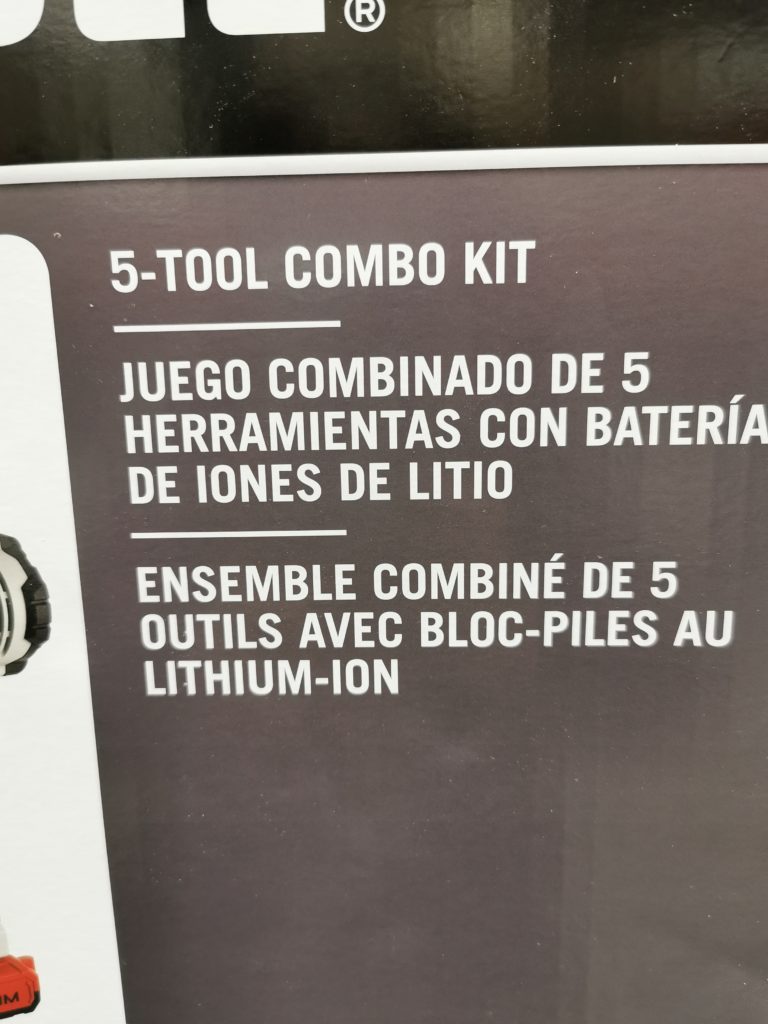 ®
5-TOOL COMBO KIT
JUEGO COMBINADO DE 5
HERRAMIENTAS CON BATERÍA
DE IONES DE LITIO
ENSEMBLE COMBINÉ DE 5
OUTILS AVEC BLOC-PILES AU
LITHIUM-ION